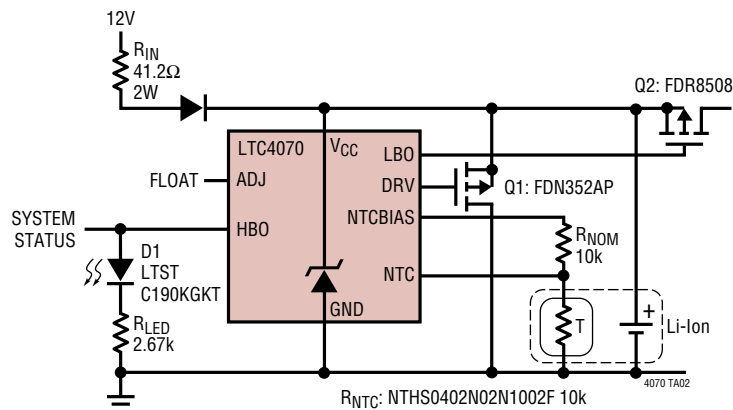 12V
R_IN
41.2Ω
2W
Q2: FDR8508
LTC4070
V_CC
LBO
FLOAT
ADJ
DRV
Q1: FDN352AP
NTCBIAS
SYSTEM
STATUS
HBO
R_NOM
10k
D1
LTST
C190KGKT
NTC
GND
R_LED
2.67k
T
+
Li-Ion
4070 TA02
R_NTC: NTHS0402N02N1002F 10k